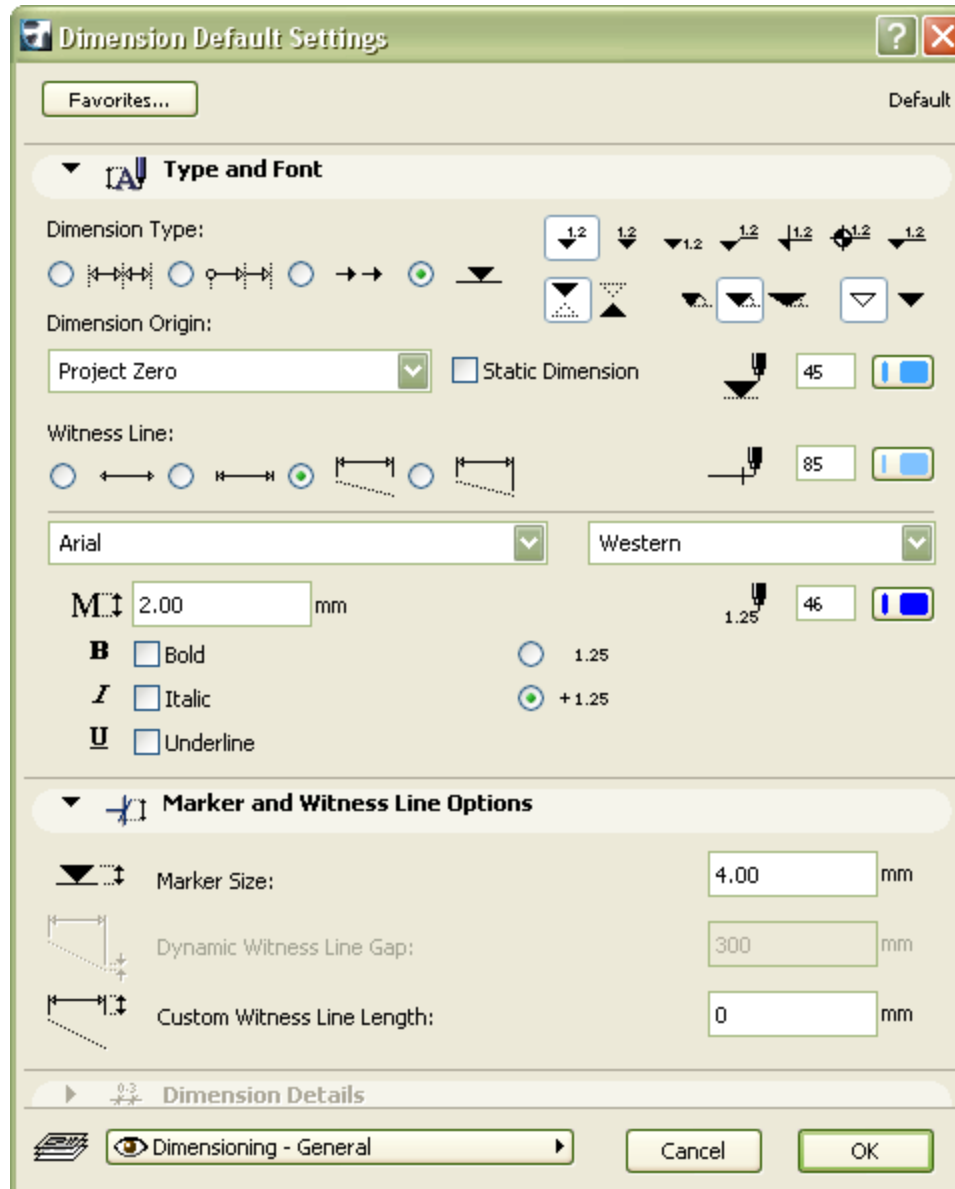 Dimension Default Settings
Favorites...
Default
Type and Font
Dimension Type:
1.2 1.2 1.2 1.2 1.2 1.2 1.2
Dimension Origin:
Project Zero
Static Dimension
45
Witness Line:
85
Arial
Western
M 2.00 mm
1.25 46
B Bold
1.25
I Italic
+1.25
U Underline
Marker and Witness Line Options
Marker Size: 4.00 mm
Dynamic Witness Line Gap: 300 mm
Custom Witness Line Length: 0 mm
Dimension Details
Dimensioning - General
Cancel
OK